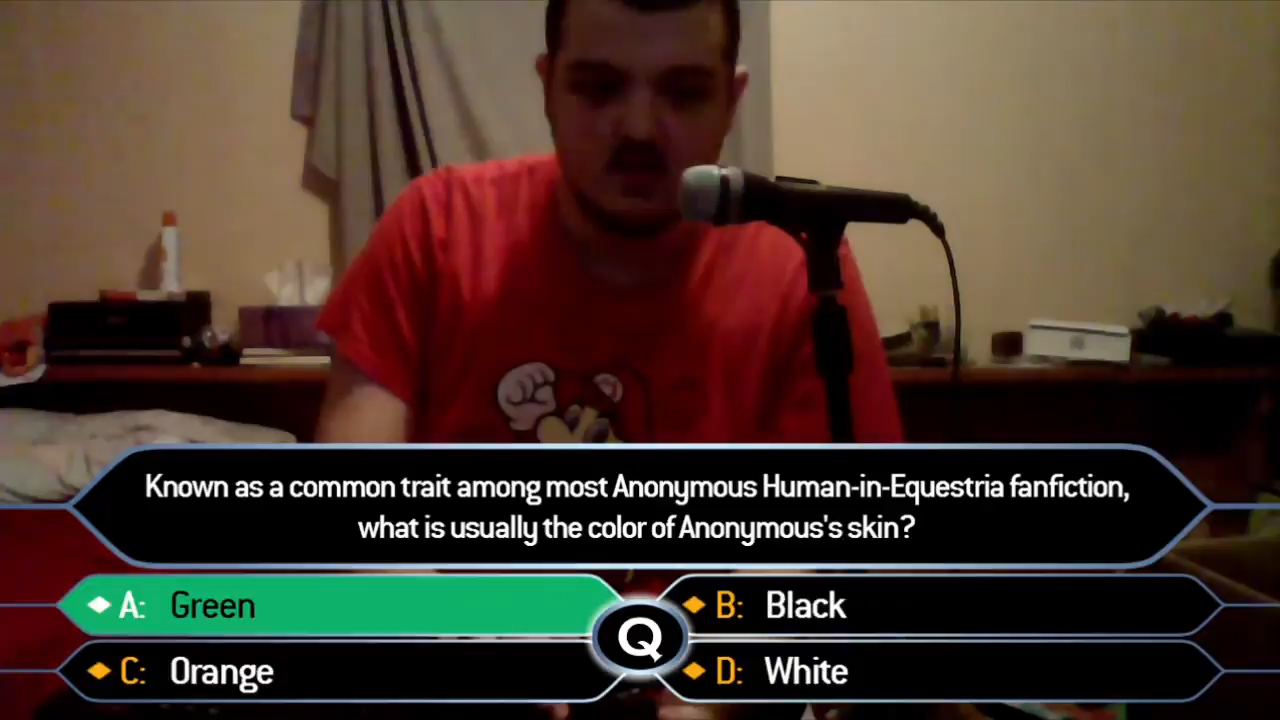 Known as a common trait among most Anonymous Human-in-Equestria fanfiction,
what is usually the color of Anonymous's skin?
A: Green
B: Black
Q
C: Orange
D: White